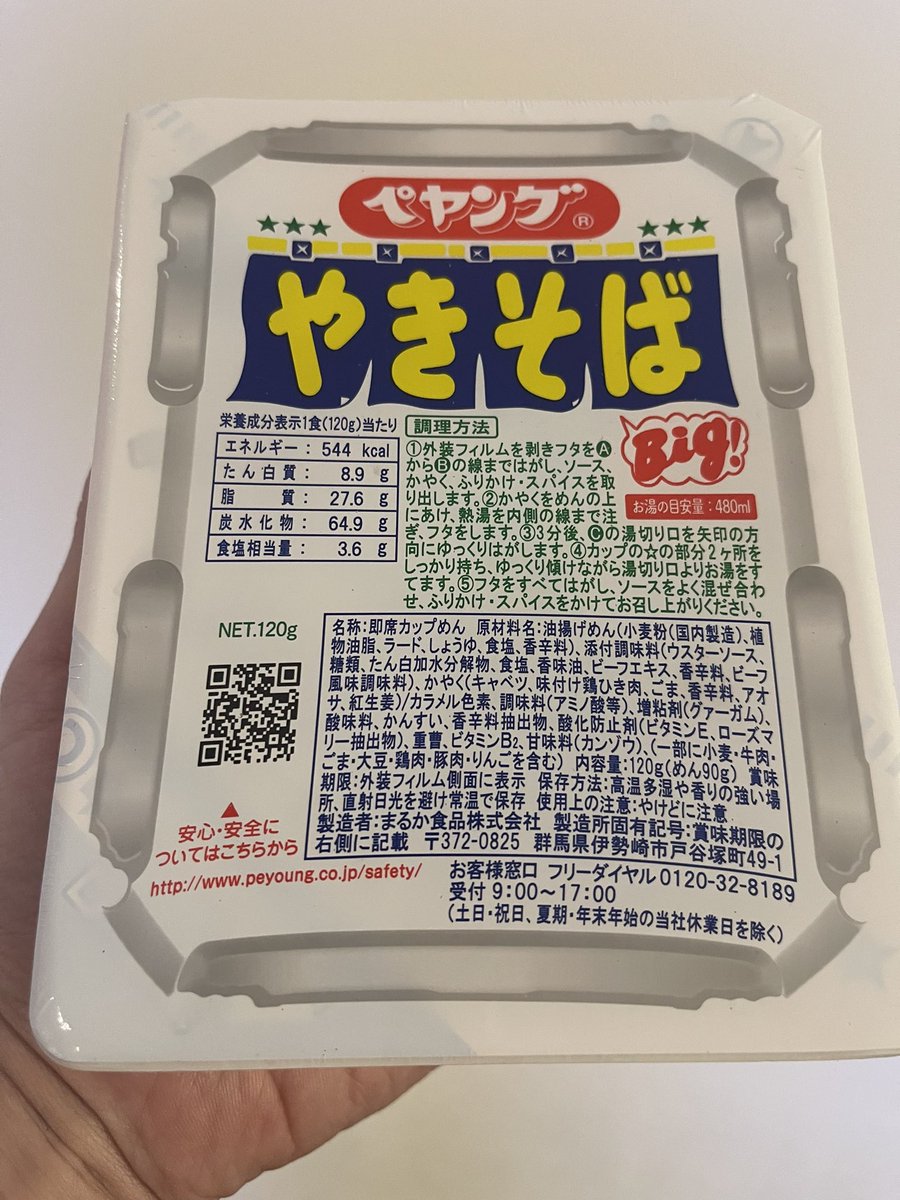 ペヤング®
やきそば
Big!
お湯の目安量：480ml
栄養成分表示1食(120g)当たり
エネルギー： 544 kcal
たん白質： 8.9 g
脂質： 27.6 g
炭水化物： 64.9 g
食塩相当量： 3.6 g
調理方法
①外装フィルムを剥きフタをⒶ
からⒷの線まではがし、ソース、
かやく、ふりかけ・スパイスを取
り出します。②かやくをめんの上
にあけ、熱湯を内側の線まで注
ぎ、フタをします。③3分後、Ⓒの湯切り口を矢印の方
向にゆっくりはがします。④カップの☆の部分2ヶ所を
しっかり持ち、ゆっくり傾けながら湯切り口よりお湯をす
てます。⑤フタをすべてはがし、ソースをよく混ぜ合わ
せ、ふりかけ・スパイスをかけてお召し上がりください。
NET.120g
名称：即席カップめん 原材料名：油揚げめん(小麦粉(国内製造)、植
物油脂、ラード、しょうゆ、食塩、香辛料)、添付調味料(ウスターソース、
糖類、たん白加水分解物、食塩、香味油、ビーフエキス、香辛料、ビーフ
風味調味料)、かやく(キャベツ、味付け鶏ひき肉、ごま、香辛料、アオ
サ、紅生姜)/カラメル色素、調味料(アミノ酸等)、増粘剤(グァーガム)、
酸味料、かんすい、香辛料抽出物、酸化防止剤(ビタミンE、ローズマ
リー抽出物)、重曹、ビタミンB₂、甘味料(カンゾウ)、(一部に小麦・牛肉・
ごま・大豆・鶏肉・豚肉・りんごを含む) 内容量：120g(めん90g) 賞味
期限：外装フィルム側面に表示 保存方法：高温多湿や香りの強い場
所、直射日光を避け常温で保存 使用上の注意：やけどに注意
製造者：まるか食品株式会社 製造所固有記号：賞味期限の
右側に記載 〒372-0825 群馬県伊勢崎市戸谷塚町49-1
安心・安全に
ついてはこちらから
http://www.peyoung.co.jp/safety/
お客様窓口 フリーダイヤル0120-32-8189
受付 9：00～17：00
(土日・祝日、夏期・年末年始の当社休業日を除く)